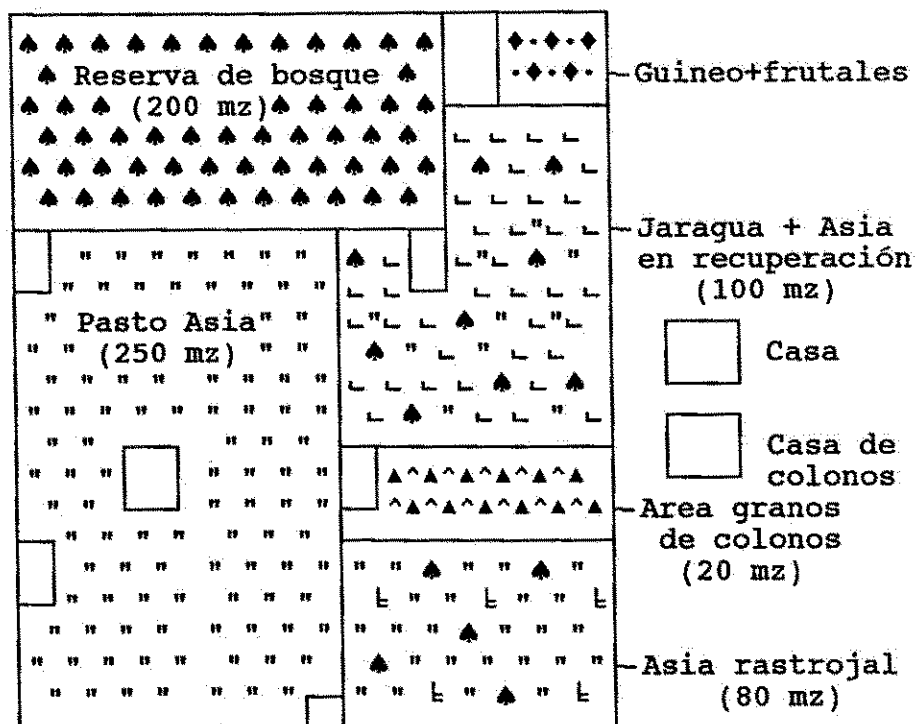 Reserva de bosque
(200 mz)
Guineo+frutales
Jaragua + Asia
en recuperación
(100 mz)
Pasto Asia
(250 mz)
Casa
Casa de
colonos
Area granos
de colonos
(20 mz)
Asia rastrojal
(80 mz)